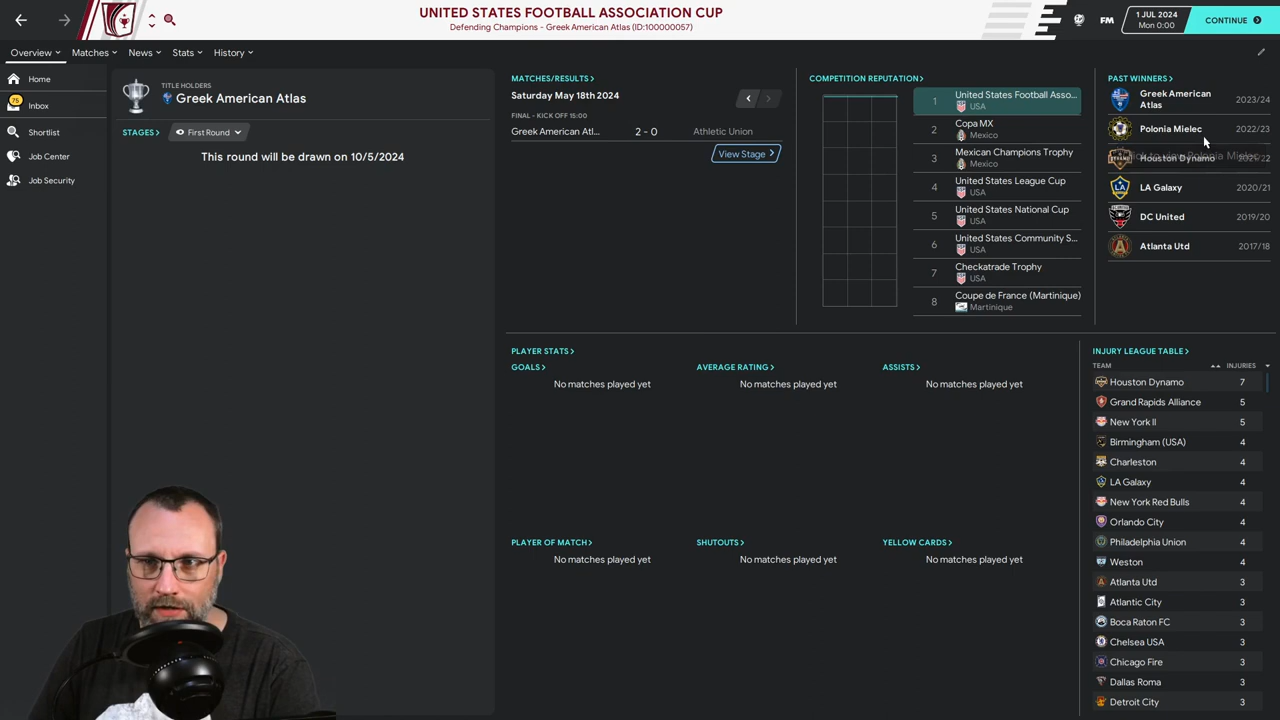 UNITED STATES FOOTBALL ASSOCIATION CUP
Defending Champions - Greek American Atlas (ID:100000057)
FM
1 JUL 2024
Mon 0:00
CONTINUE
Overview
Matches
News
Stats
History
Home
75
Inbox
Shortlist
Job Center
Job Security
TITLE HOLDERS
Greek American Atlas
STAGES
First Round
This round will be drawn on 10/5/2024
MATCHES/RESULTS
Saturday May 18th 2024
FINAL - KICK OFF 15:00
Greek American Atl... 2 - 0 Athletic Union
View Stage
COMPETITION REPUTATION
1 United States Football Asso...
USA
2 Copa MX
Mexico
3 Mexican Champions Trophy
Mexico
4 United States League Cup
USA
5 United States National Cup
USA
6 United States Community S...
USA
7 Checkatrade Trophy
USA
8 Coupe de France (Martinique)
Martinique
PAST WINNERS
Greek American Atlas 2023/24
Polonia Mielec 2022/23
Houston Dynamo
LA Galaxy 2020/21
DC United 2019/20
Atlanta Utd 2017/18
PLAYER STATS
GOALS
No matches played yet
AVERAGE RATING
No matches played yet
ASSISTS
No matches played yet
PLAYER OF MATCH
No matches played yet
SHUTOUTS
No matches played yet
YELLOW CARDS
No matches played yet
INJURY LEAGUE TABLE
TEAM INJURIES
Houston Dynamo 7
Grand Rapids Alliance 5
New York II 5
Birmingham (USA) 4
Charleston 4
LA Galaxy 4
New York Red Bulls 4
Orlando City 4
Philadelphia Union 4
Weston 4
Atlanta Utd 3
Atlantic City 3
Boca Raton FC 3
Chelsea USA 3
Chicago Fire 3
Dallas Roma 3
Detroit City 3